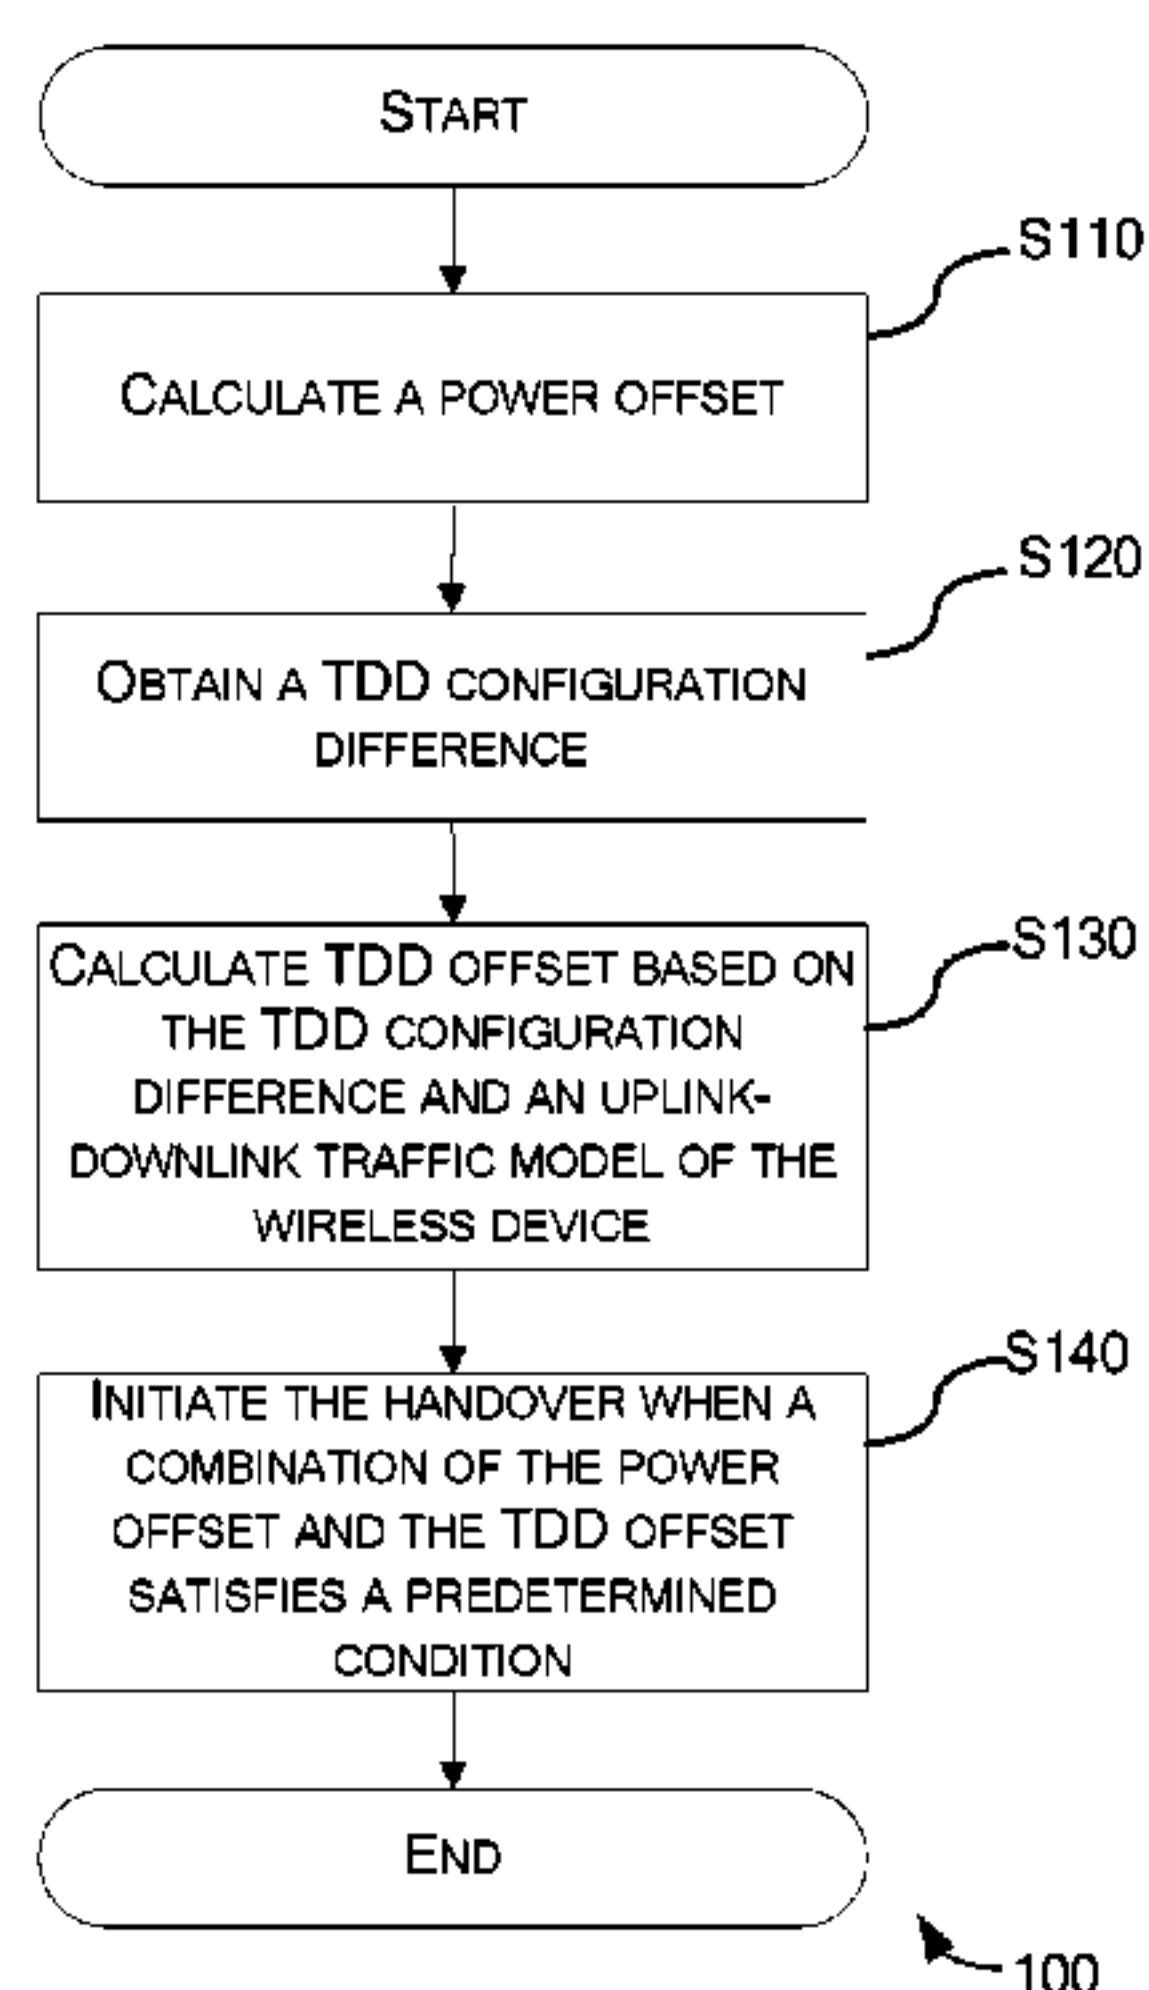 START
S110
CALCULATE A POWER OFFSET
S120
OBTAIN A TDD CONFIGURATION
DIFFERENCE
S130
CALCULATE TDD OFFSET BASED ON
THE TDD CONFIGURATION
DIFFERENCE AND AN UPLINK-
DOWNLINK TRAFFIC MODEL OF THE
WIRELESS DEVICE
S140
INITIATE THE HANDOVER WHEN A
COMBINATION OF THE POWER
OFFSET AND THE TDD OFFSET
SATISFIES A PREDETERMINED
CONDITION
END
100